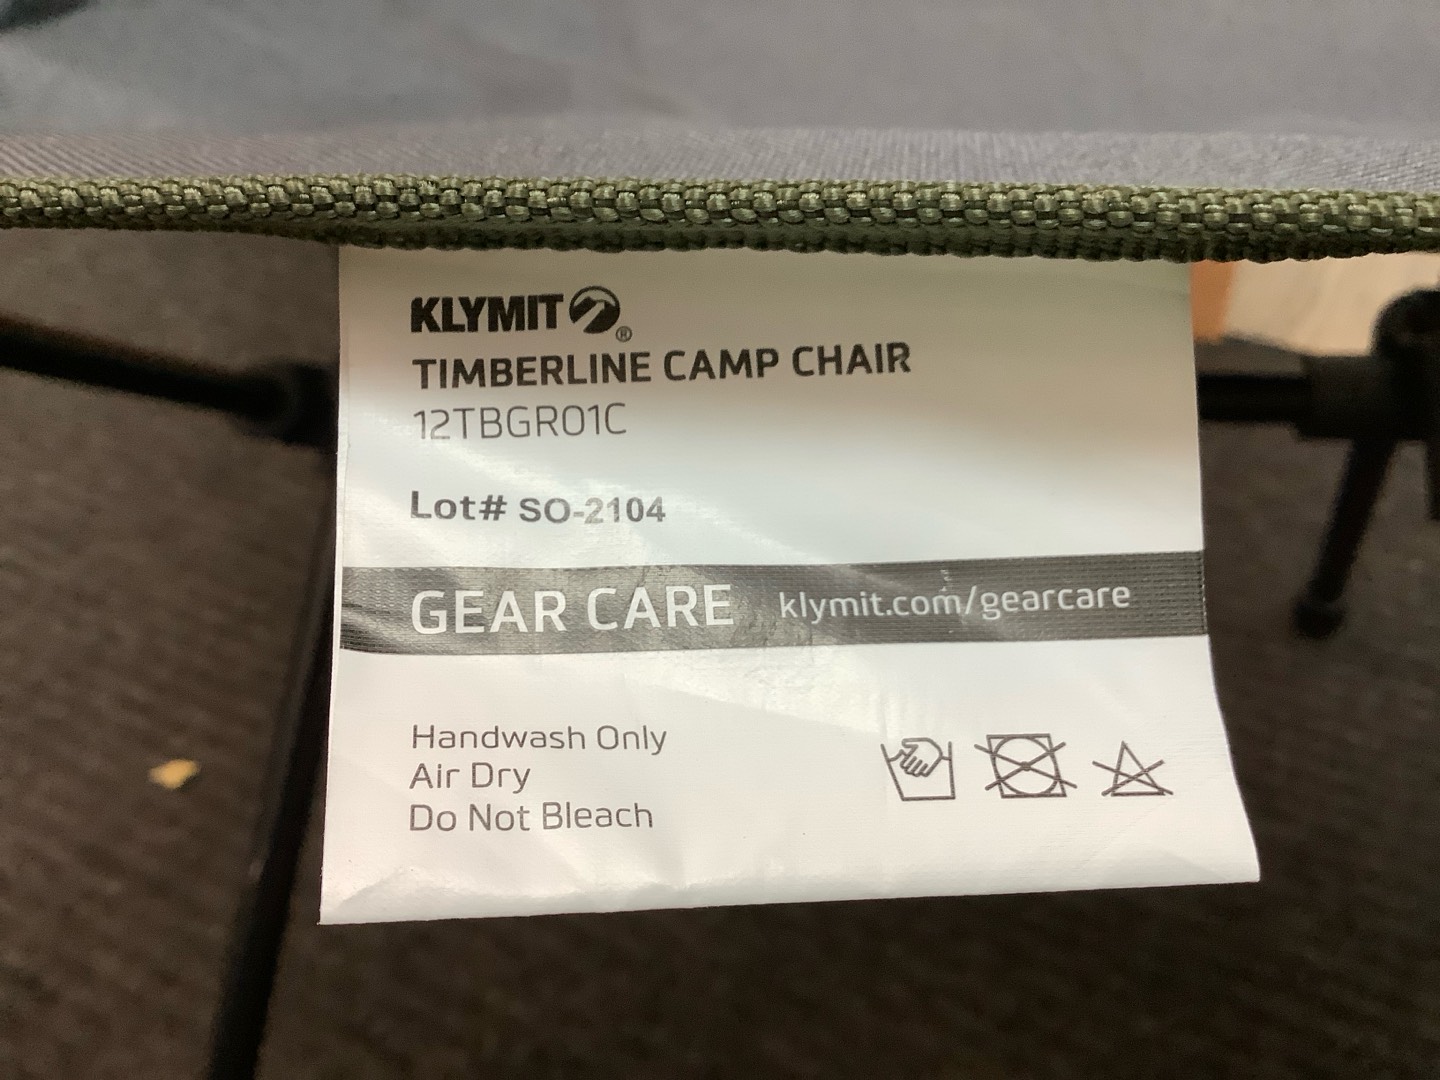 KLYMIT ®
TIMBERLINE CAMP CHAIR
12TBGR01C
Lot# SO-2104
GEAR CARE klymit.com/gearcare
Handwash Only
Air Dry
Do Not Bleach